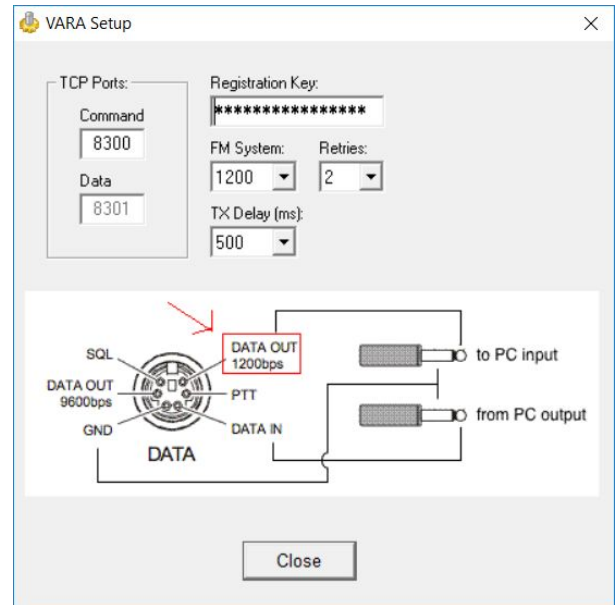 VARA Setup
TCP Ports:
Command
8300
Data
8301
Registration Key:
****************
FM System:
Retries:
1200
2
TX Delay (ms):
500
SQL
DATA OUT
9600bps
GND
DATA OUT
1200bps
PTT
DATA IN
DATA
to PC input
from PC output
Close